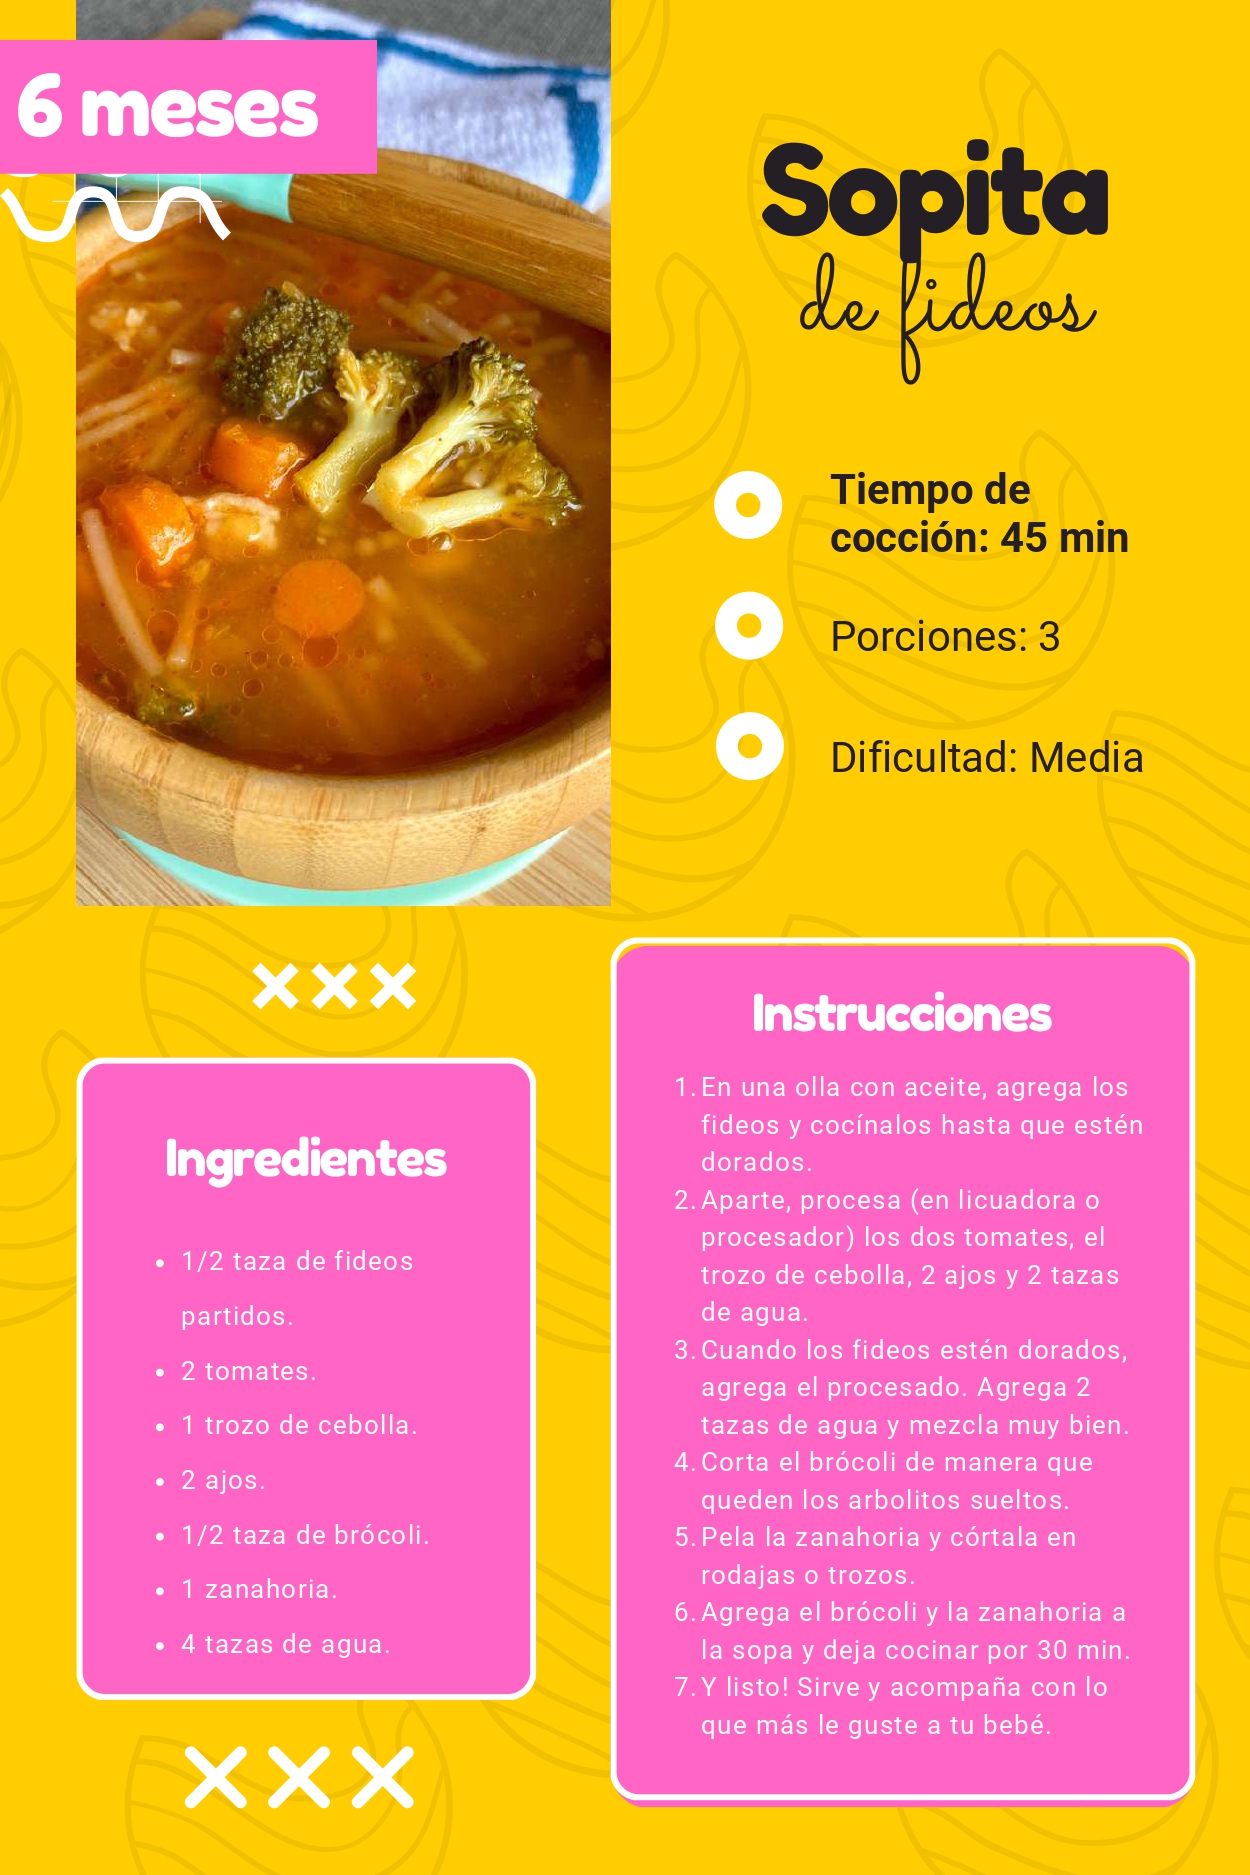 6 meses
Sopita
de fideos
Tiempo de
cocción: 45 min
Porciones: 3
Dificultad: Media
Ingredientes
• 1/2 taza de fideos
partidos.
• 2 tomates.
• 1 trozo de cebolla.
• 2 ajos.
• 1/2 taza de brócoli.
• 1 zanahoria.
• 4 tazas de agua.
Instrucciones
1. En una olla con aceite, agrega los
fideos y cocínalos hasta que estén
dorados.
2. Aparte, procesa (en licuadora o
procesador) los dos tomates, el
trozo de cebolla, 2 ajos y 2 tazas
de agua.
3. Cuando los fideos estén dorados,
agrega el procesado. Agrega 2
tazas de agua y mezcla muy bien.
4. Corta el brócoli de manera que
queden los arbolitos sueltos.
5. Pela la zanahoria y córtala en
rodajas o trozos.
6. Agrega el brócoli y la zanahoria a
la sopa y deja cocinar por 30 min.
7. Y listo! Sirve y acompaña con lo
que más le guste a tu bebé.